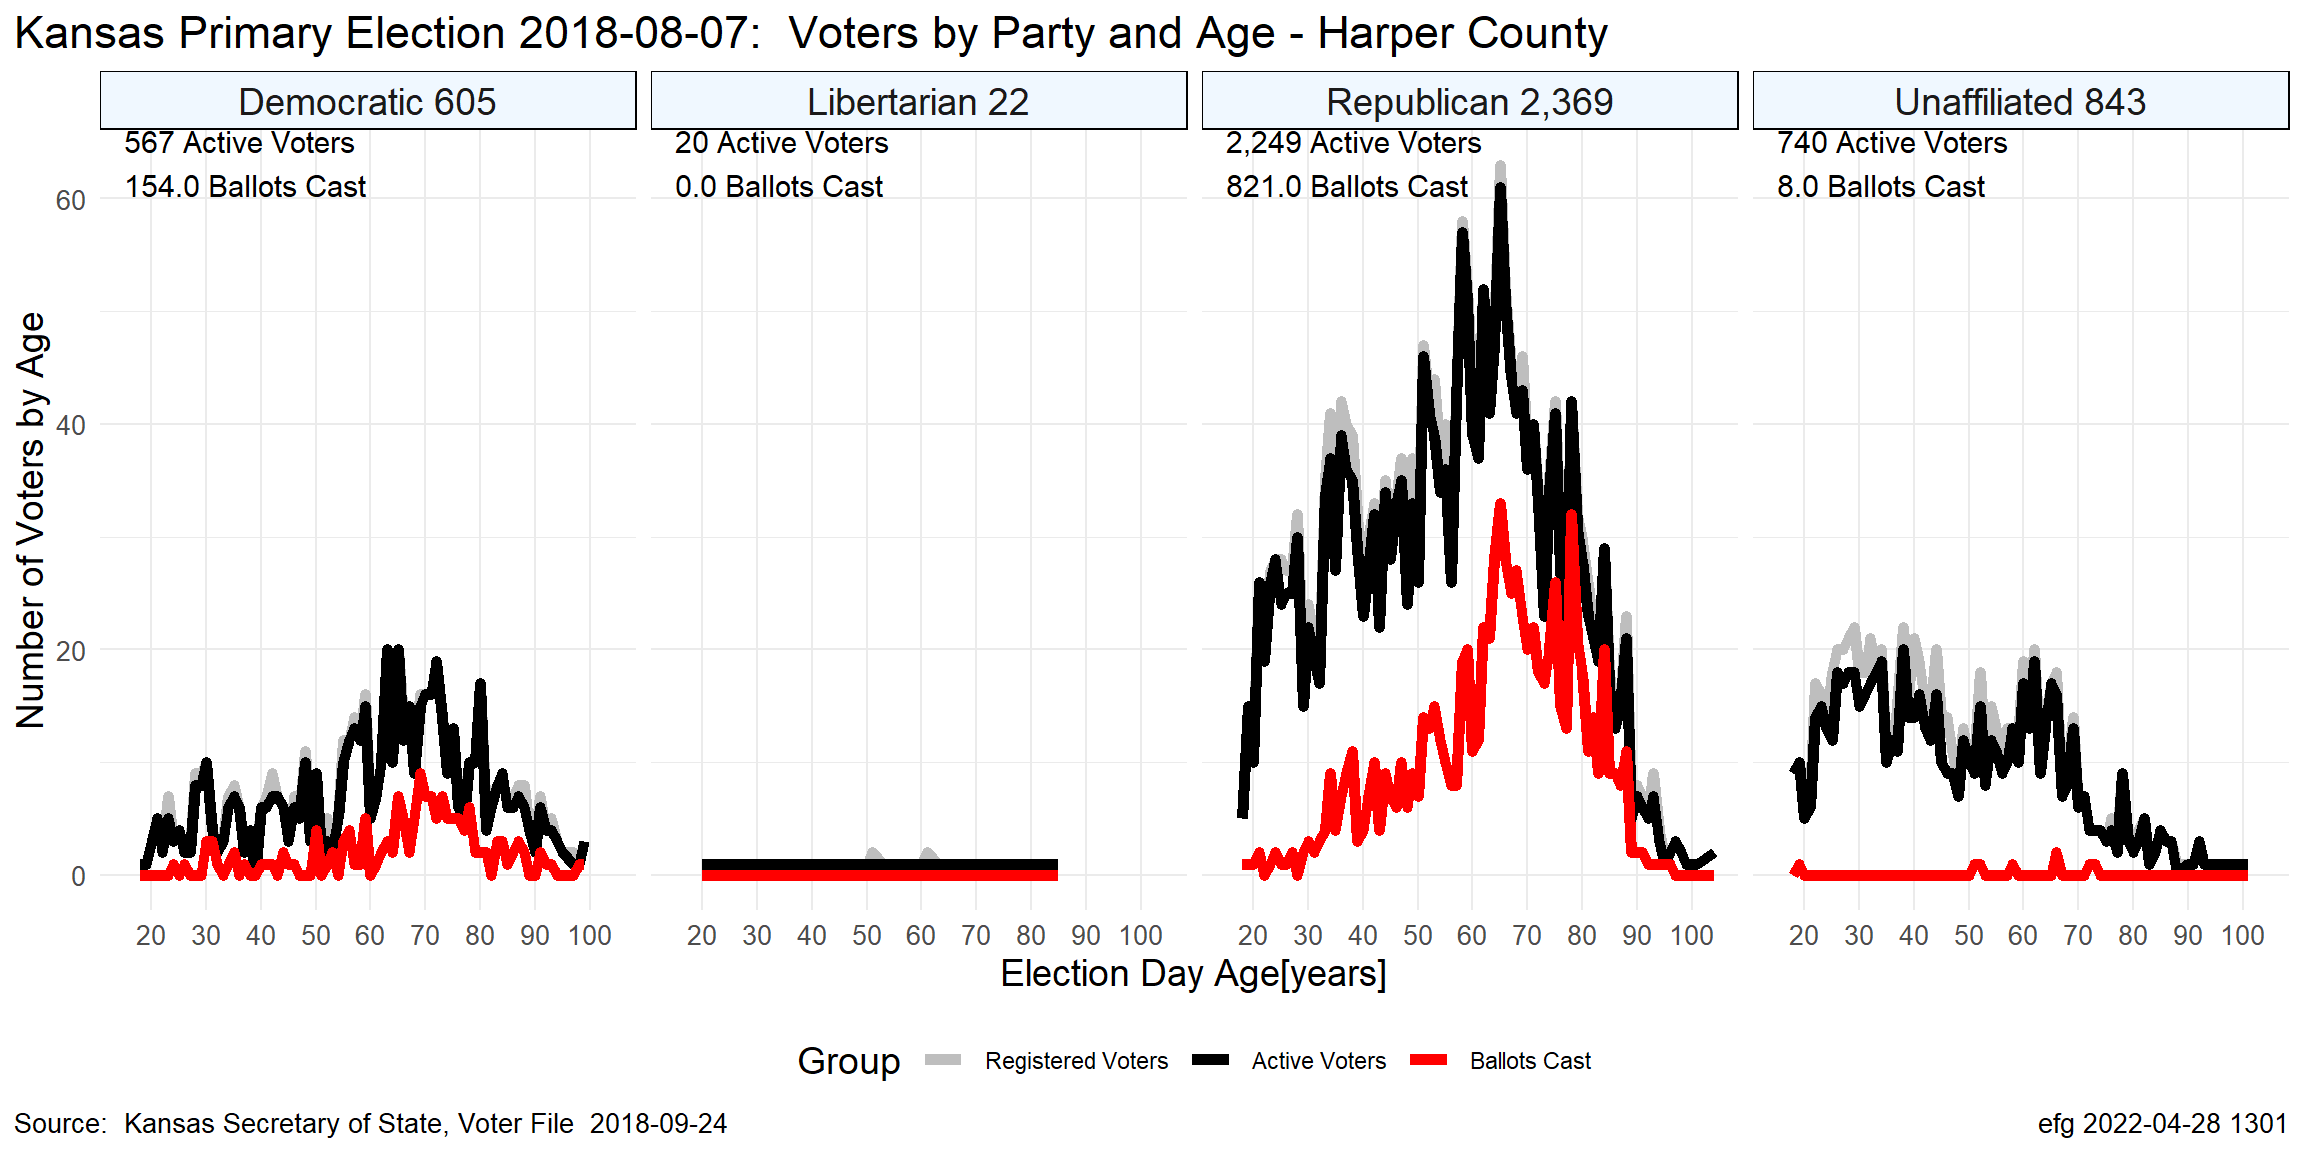 Kansas Primary Election 2018-08-07:  Voters by Party and Age - Harper County
Democratic 605
Libertarian 22
Republican 2,369
Unaffiliated 843
567 Active Voters
154.0 Ballots Cast
20 Active Voters
0.0 Ballots Cast
2,249 Active Voters
821.0 Ballots Cast
740 Active Voters
8.0 Ballots Cast
Number of Voters by Age
60
40
20
0
20 30 40 50 60 70 80 90 100
20 30 40 50 60 70 80 90 100
20 30 40 50 60 70 80 90 100
20 30 40 50 60 70 80 90 100
Election Day Age[years]
Group Registered Voters Active Voters Ballots Cast
Source:  Kansas Secretary of State, Voter File  2018-09-24
efg 2022-04-28 1301